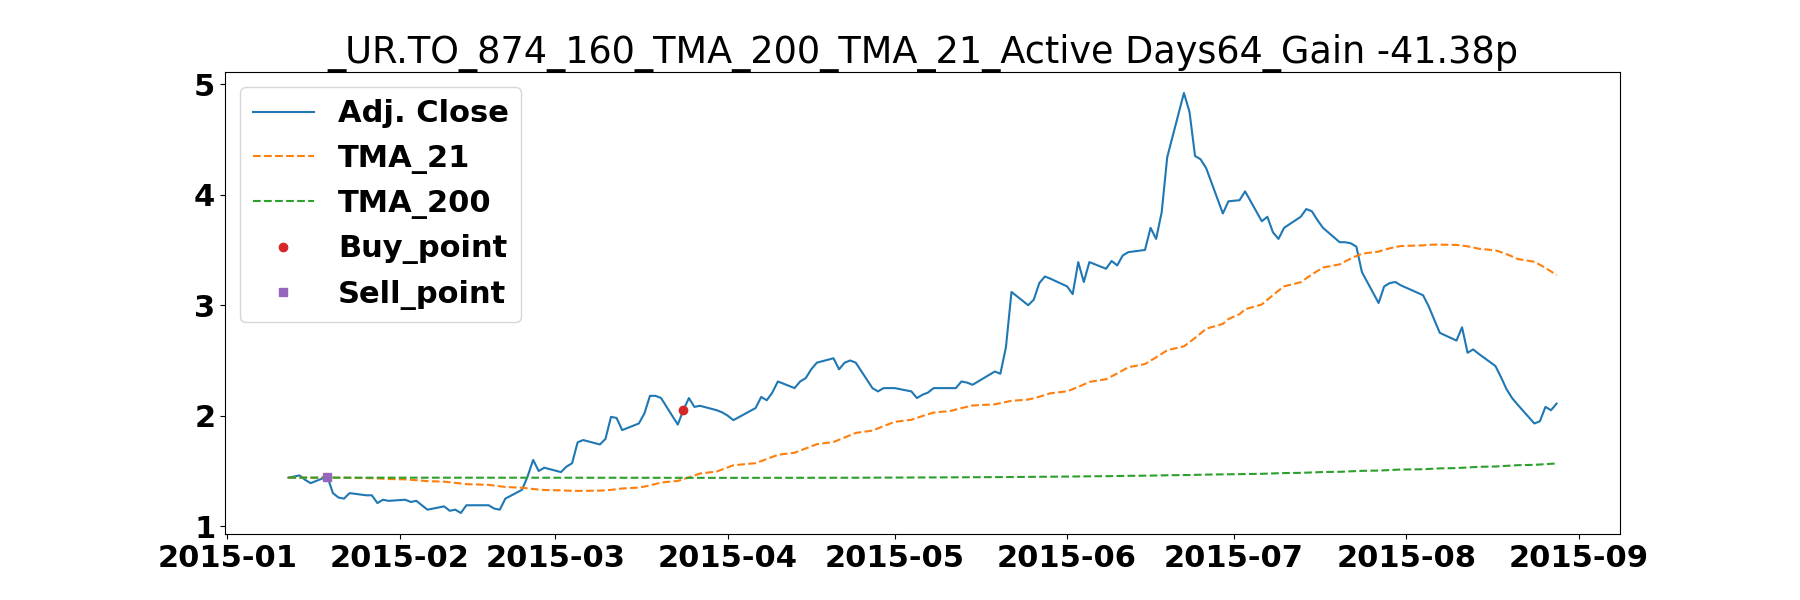 _UR.TO_874_160_TMA_200_TMA_21_Active Days64_Gain -41.38p
5
4
3
2
1
Adj. Close
TMA_21
TMA_200
Buy_point
Sell_point
2015-01 2015-02 2015-03 2015-04 2015-05 2015-06 2015-07 2015-08 2015-09